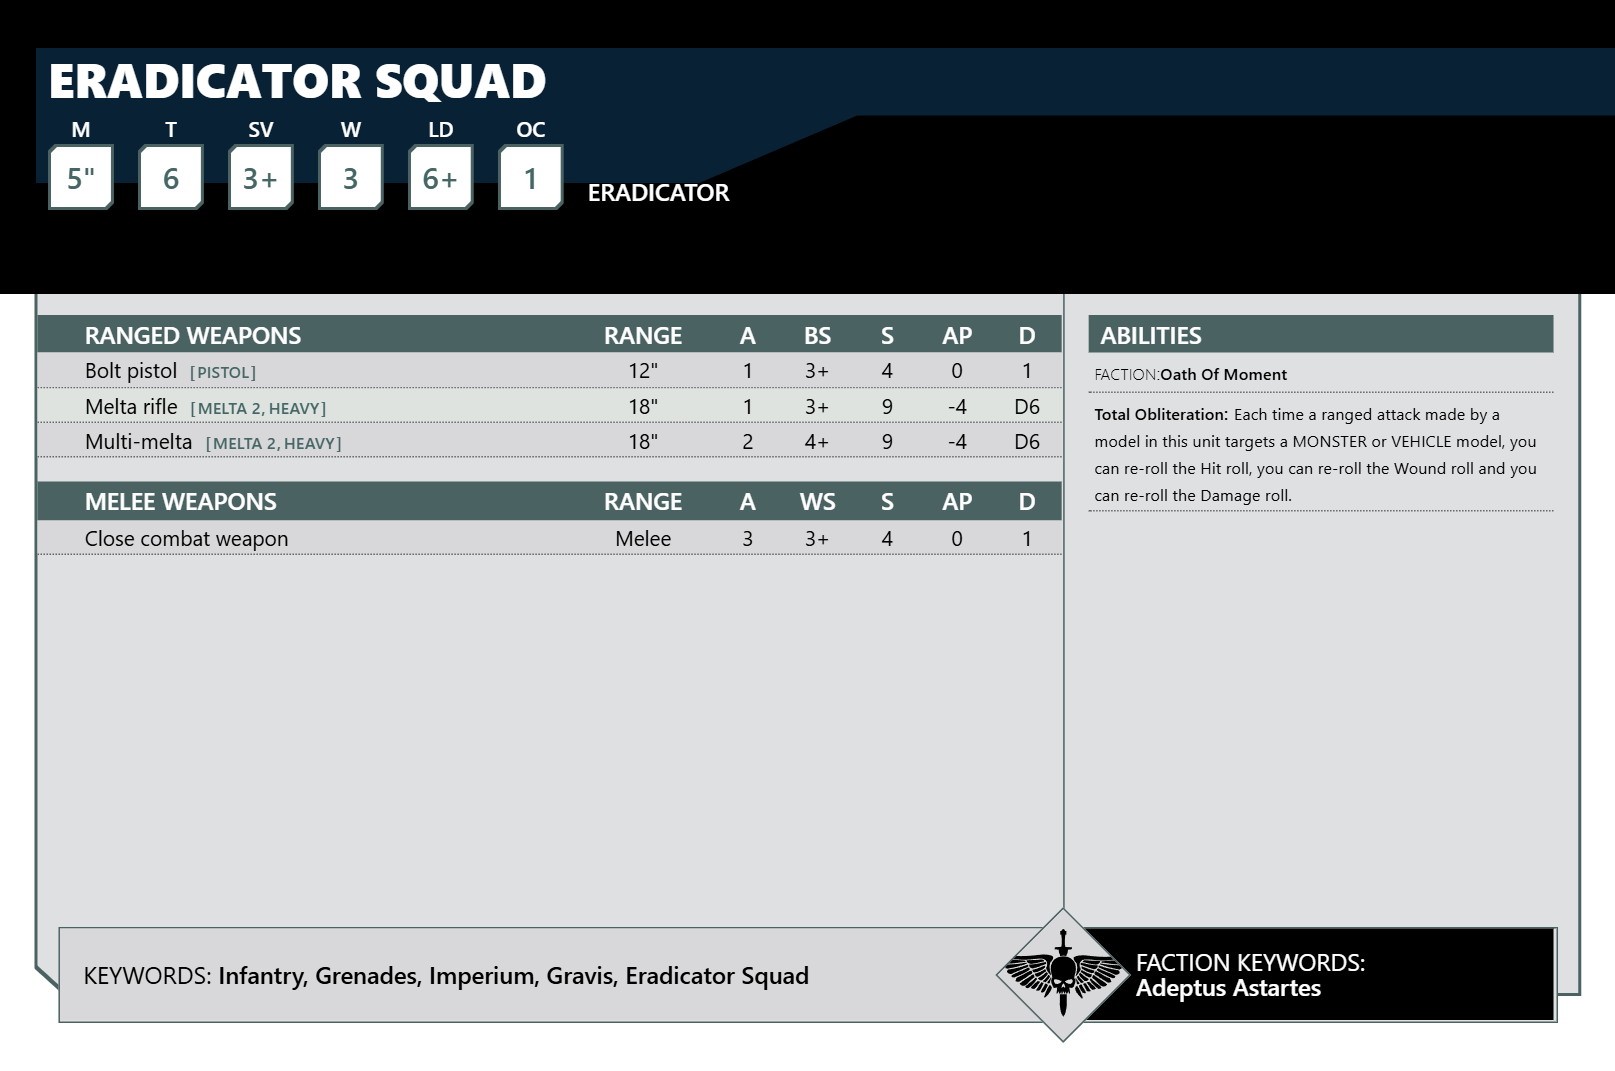 ERADICATOR SQUAD
M T SV W LD OC
5" 6 3+ 3 6+ 1 ERADICATOR
RANGED WEAPONS RANGE A BS S AP D
Bolt pistol [PISTOL] 12" 1 3+ 4 0 1
Melta rifle [MELTA 2, HEAVY] 18" 1 3+ 9 -4 D6
Multi-melta [MELTA 2, HEAVY] 18" 2 4+ 9 -4 D6
MELEE WEAPONS RANGE A WS S AP D
Close combat weapon Melee 3 3+ 4 0 1
ABILITIES
FACTION:Oath Of Moment
Total Obliteration: Each time a ranged attack made by a
model in this unit targets a MONSTER or VEHICLE model, you
can re-roll the Hit roll, you can re-roll the Wound roll and you
can re-roll the Damage roll.
KEYWORDS: Infantry, Grenades, Imperium, Gravis, Eradicator Squad
FACTION KEYWORDS:
Adeptus Astartes